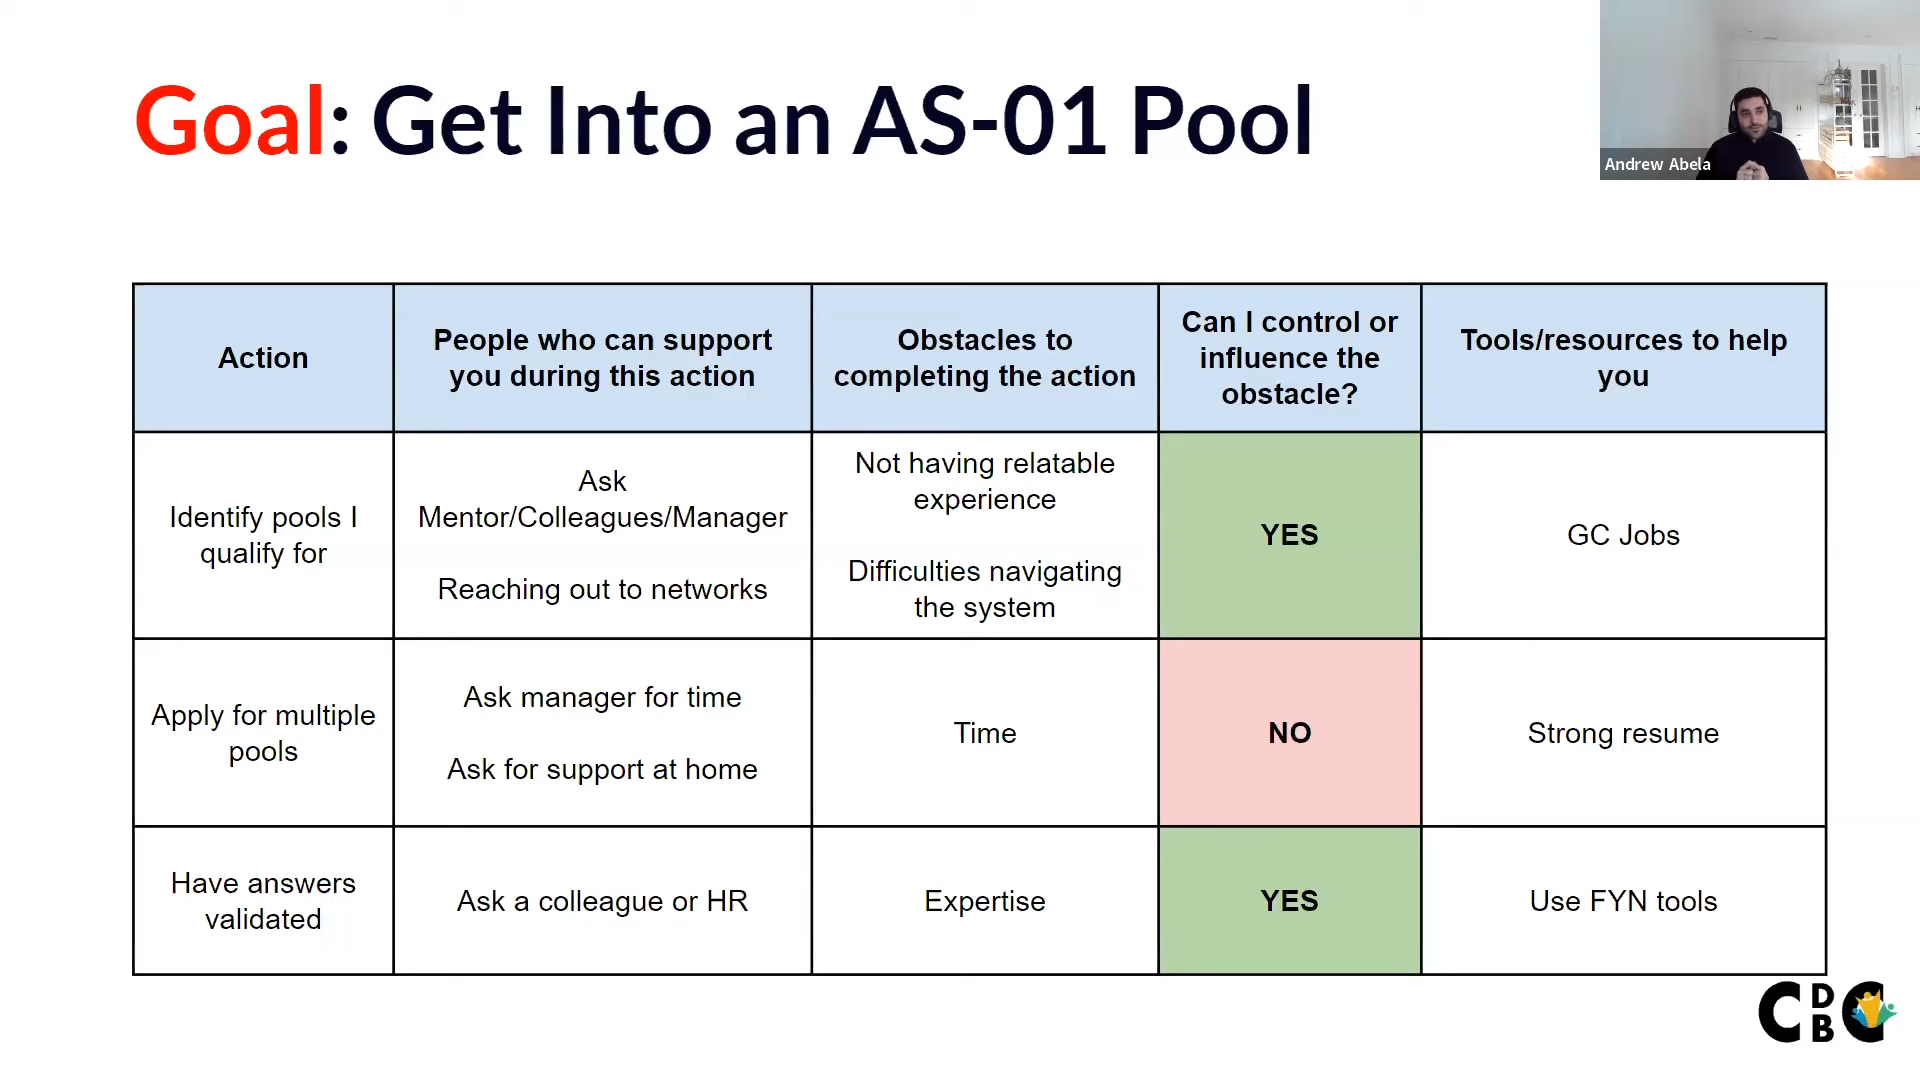 Goal: Get Into an AS-01 Pool
Andrew Abela
Action
People who can support
you during this action
Obstacles to
completing the action
Can I control or
influence the
obstacle?
Tools/resources to help
you
Identify pools I
qualify for
Ask
Mentor/Colleagues/Manager
Reaching out to networks
Not having relatable
experience
Difficulties navigating
the system
YES
GC Jobs
Apply for multiple
pools
Ask manager for time
Ask for support at home
Time
NO
Strong resume
Have answers
validated
Ask a colleague or HR
Expertise
YES
Use FYN tools
CDBC